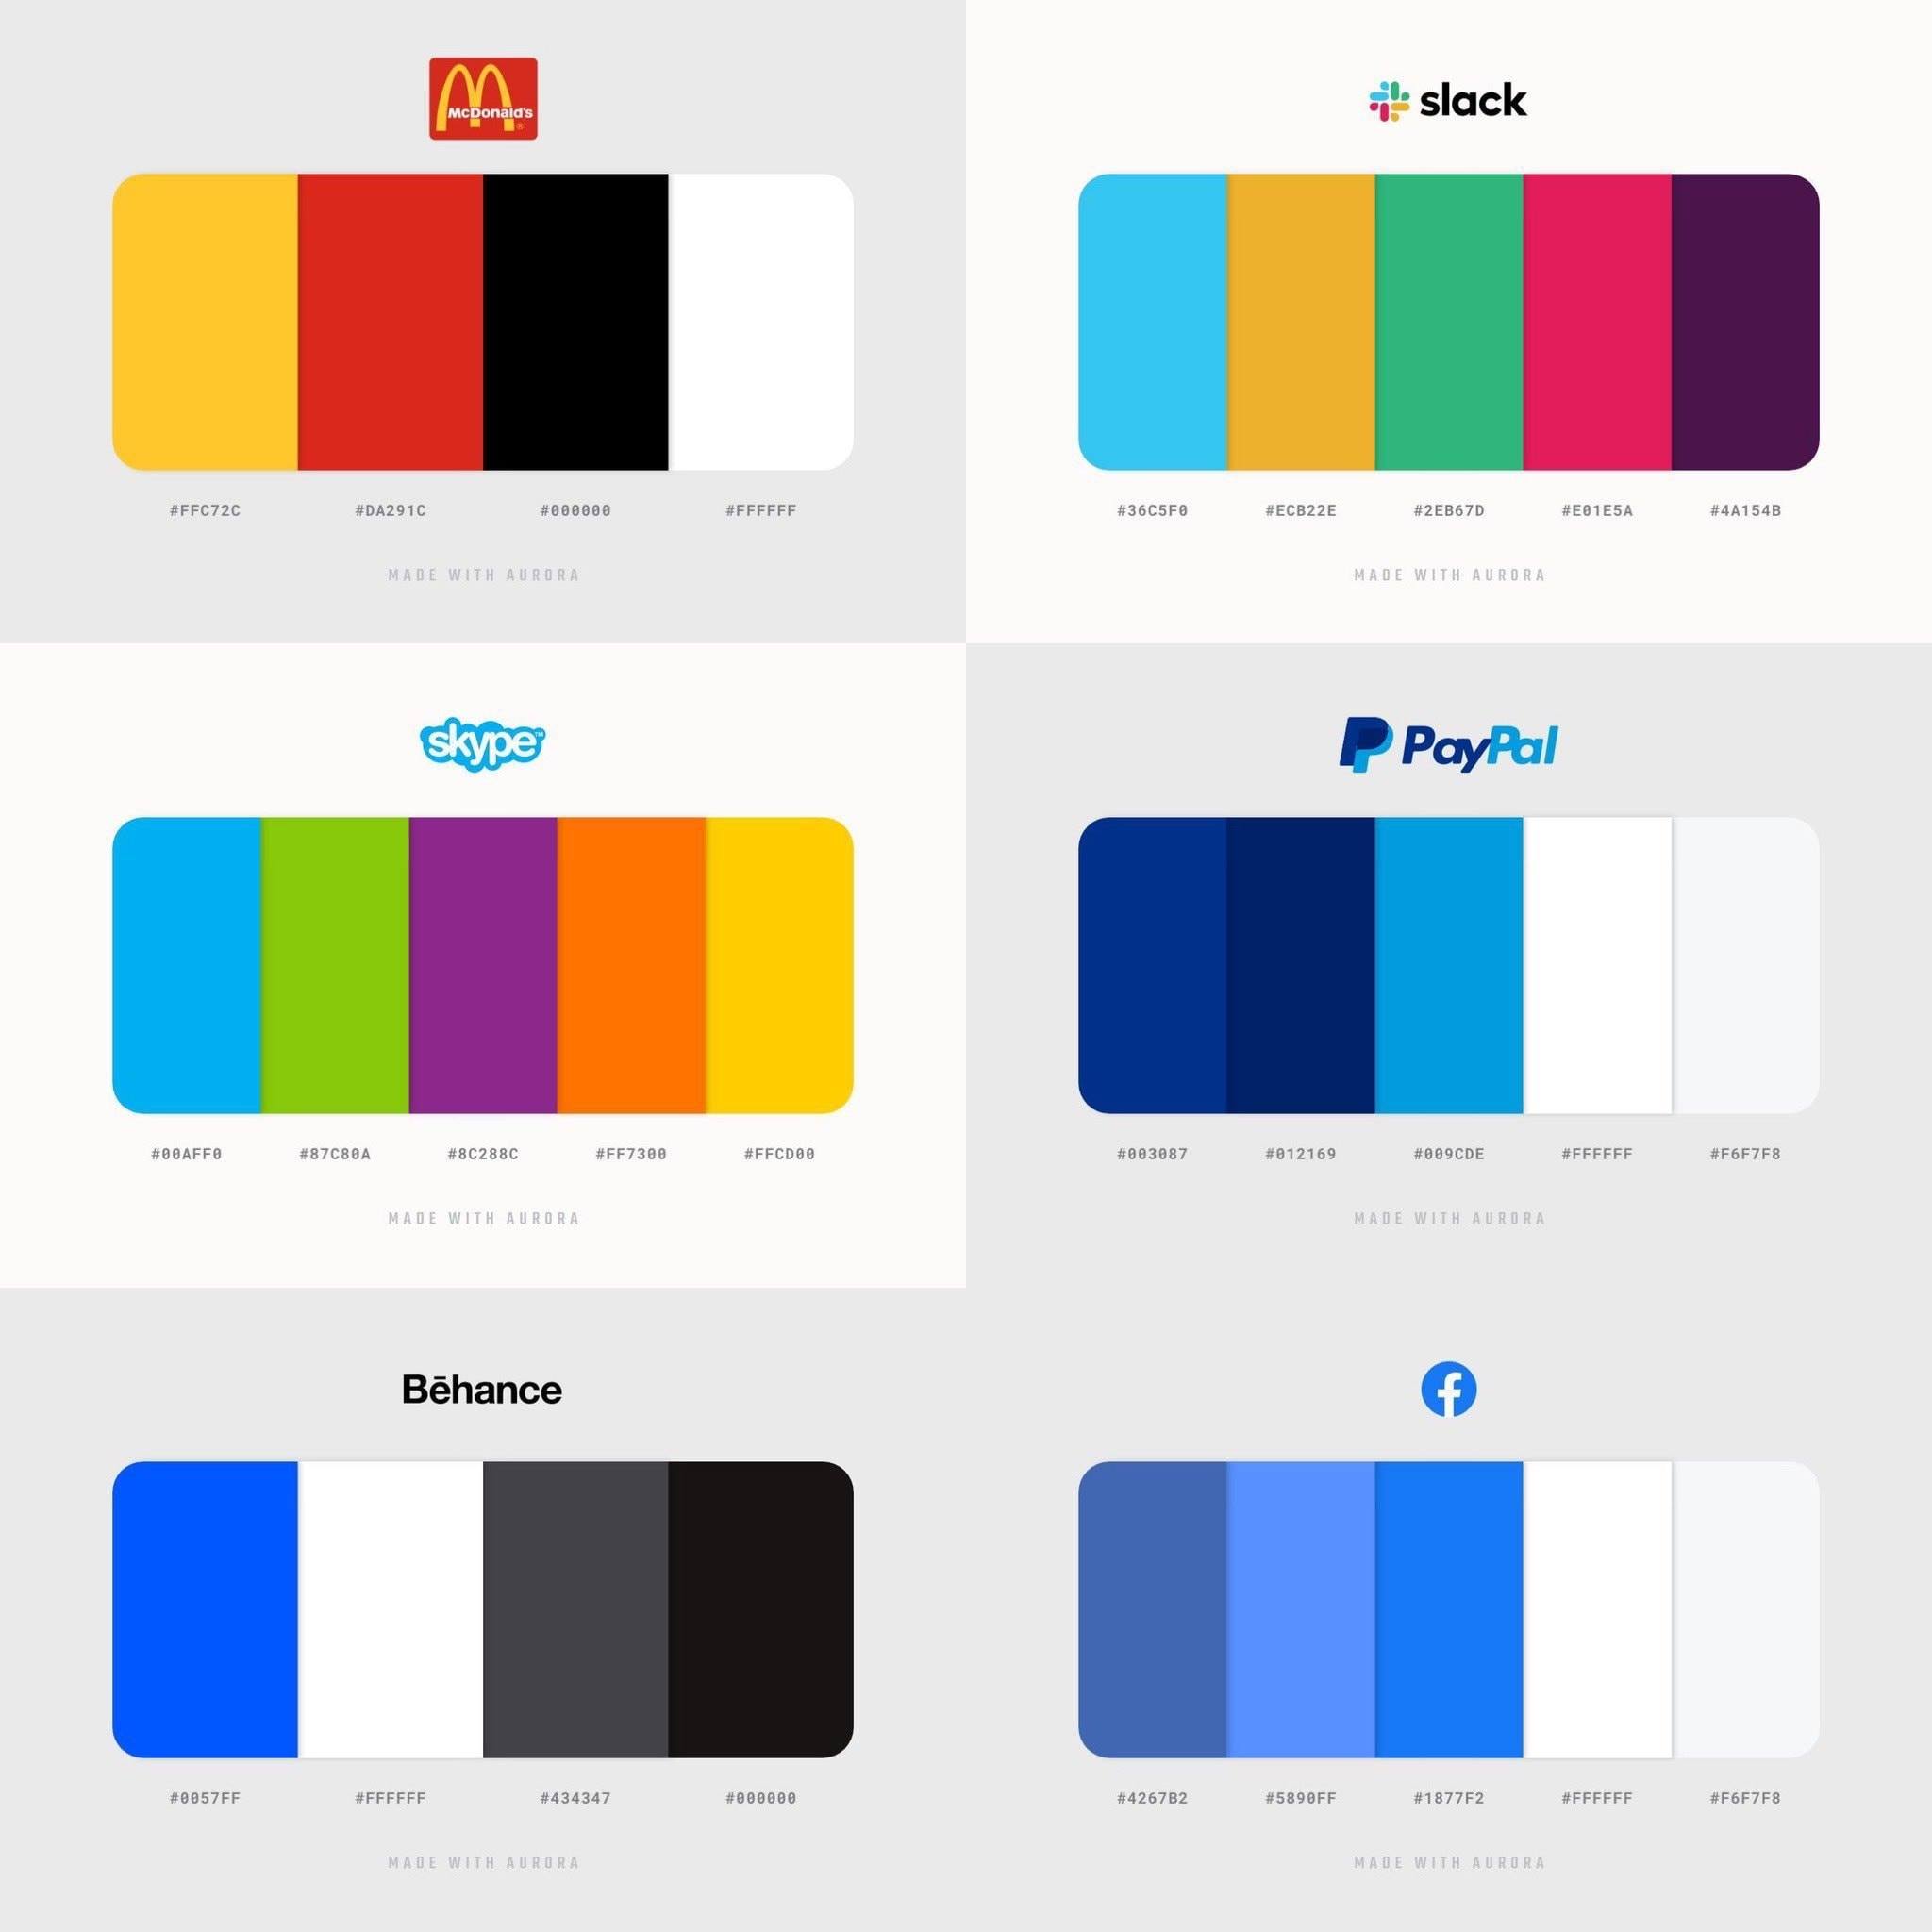 McDonald's
®
#FFC72C #DA291C #000000 #FFFFFF
MADE WITH AURORA
slack
#36C5F0 #ECB22E #2EB67D #E01E5A #4A154B
MADE WITH AURORA
skype™
#00AFF0 #87C80A #8C288C #FF7300 #FFCD00
MADE WITH AURORA
PayPal
#003087 #012169 #009CDE #FFFFFF #F6F7F8
MADE WITH AURORA
Bēhance
#0057FF #FFFFFF #434347 #000000
MADE WITH AURORA
f
#4267B2 #5890FF #1877F2 #FFFFFF #F6F7F8
MADE WITH AURORA